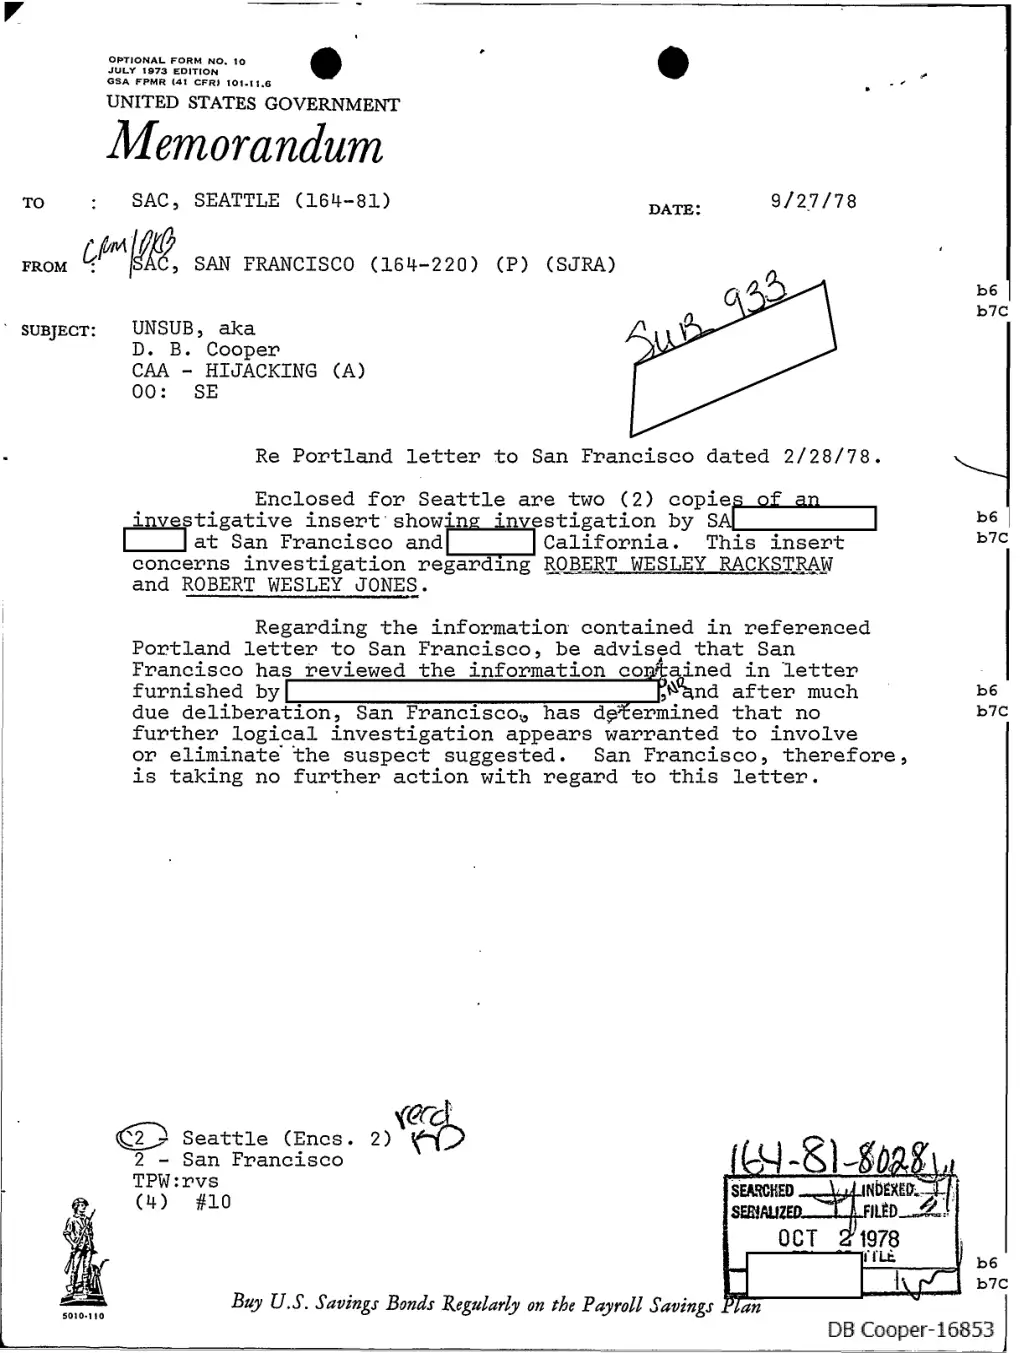 OPTIONAL FORM NO. 10
JULY 1973 EDITION
GSA FPMR (41 CFR) 101-11.6
UNITED STATES GOVERNMENT
Memorandum
TO : SAC, SEATTLE (164-81) DATE: 9/27/78
FROM : SAC, SAN FRANCISCO (164-220) (P) (SJRA)
Sub 933
b6
b7C
SUBJECT: UNSUB, aka
D. B. Cooper
CAA - HIJACKING (A)
OO: SE
Re Portland letter to San Francisco dated 2/28/78.
Enclosed for Seattle are two (2) copies of an
investigative insert showing investigation by SA
at San Francisco and California. This insert
concerns investigation regarding ROBERT WESLEY RACKSTRAW
and ROBERT WESLEY JONES.
b6
b7C
Regarding the information contained in referenced
Portland letter to San Francisco, be advised that San
Francisco has reviewed the information contained in letter
furnished by , and after much
due deliberation, San Francisco, has determined that no
further logical investigation appears warranted to involve
or eliminate the suspect suggested. San Francisco, therefore,
is taking no further action with regard to this letter.
b6
b7C
recd
2 - Seattle (Encs. 2)
2 - San Francisco
TPW:rvs
(4) #10
164-81-8028
SEARCHED INDEXED
SERIALIZED FILED
OCT 2 1978
b6
b7C
5010-110
Buy U.S. Savings Bonds Regularly on the Payroll Savings Plan
DB Cooper-16853